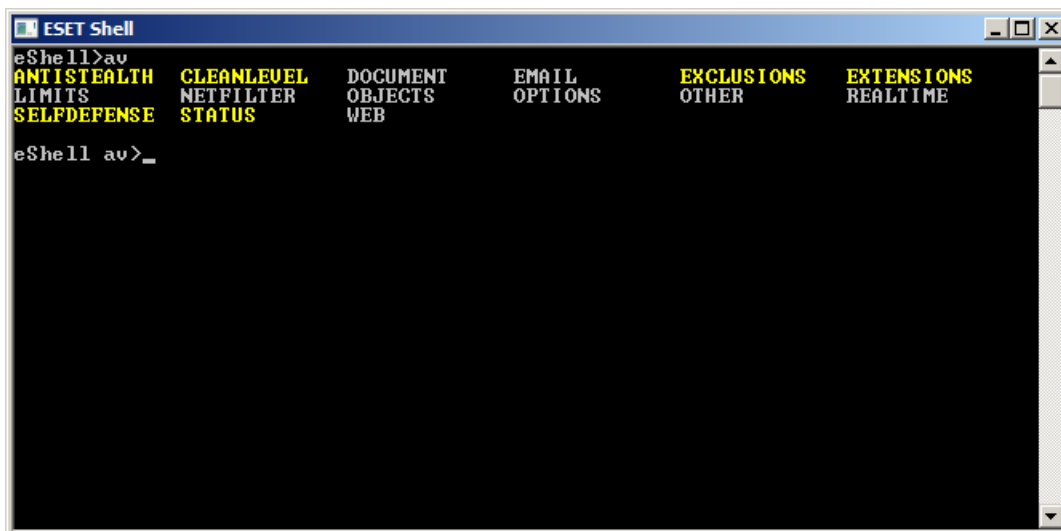 ESET Shell
eShell>av
ANTISTEALTH CLEANLEVEL DOCUMENT EMAIL EXCLUSIONS EXTENSIONS
LIMITS NETFILTER OBJECTS OPTIONS OTHER REALTIME
SELFDEFENSE STATUS WEB
eShell av>_